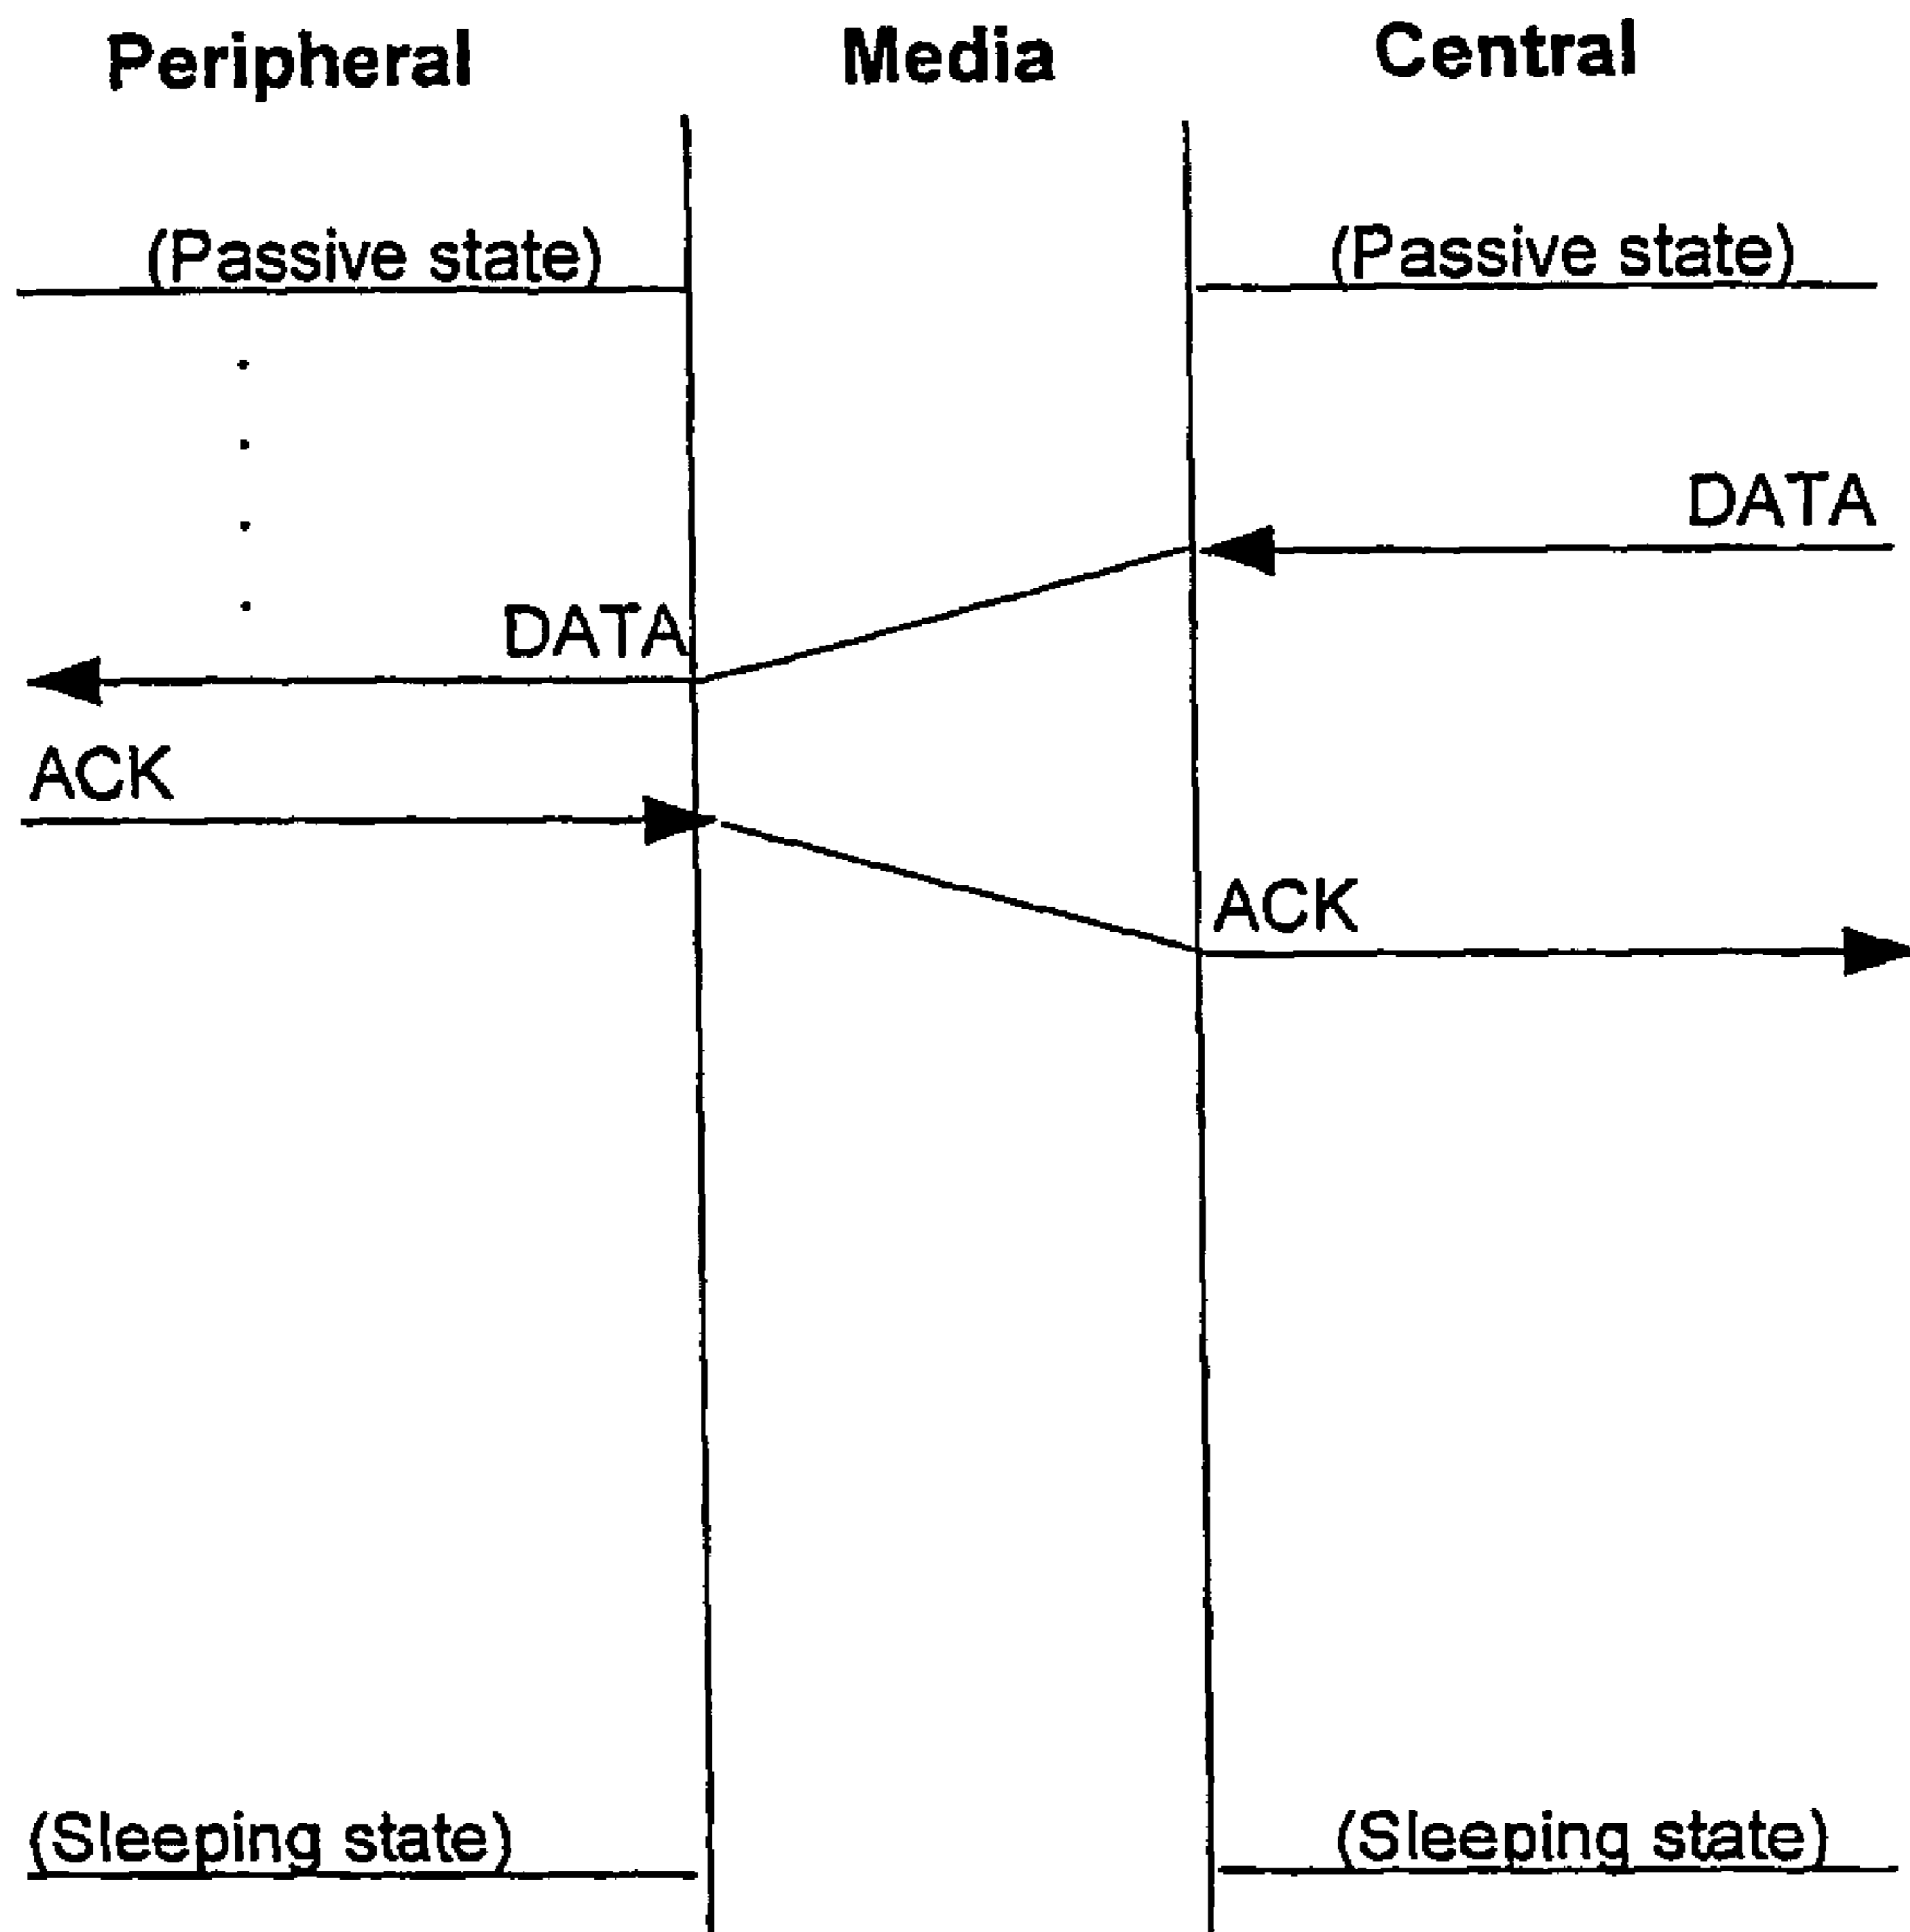 Peripheral Media Central
(Passive state) (Passive state)
DATA
DATA
ACK
ACK
(Sleeping state) (Sleeping state)